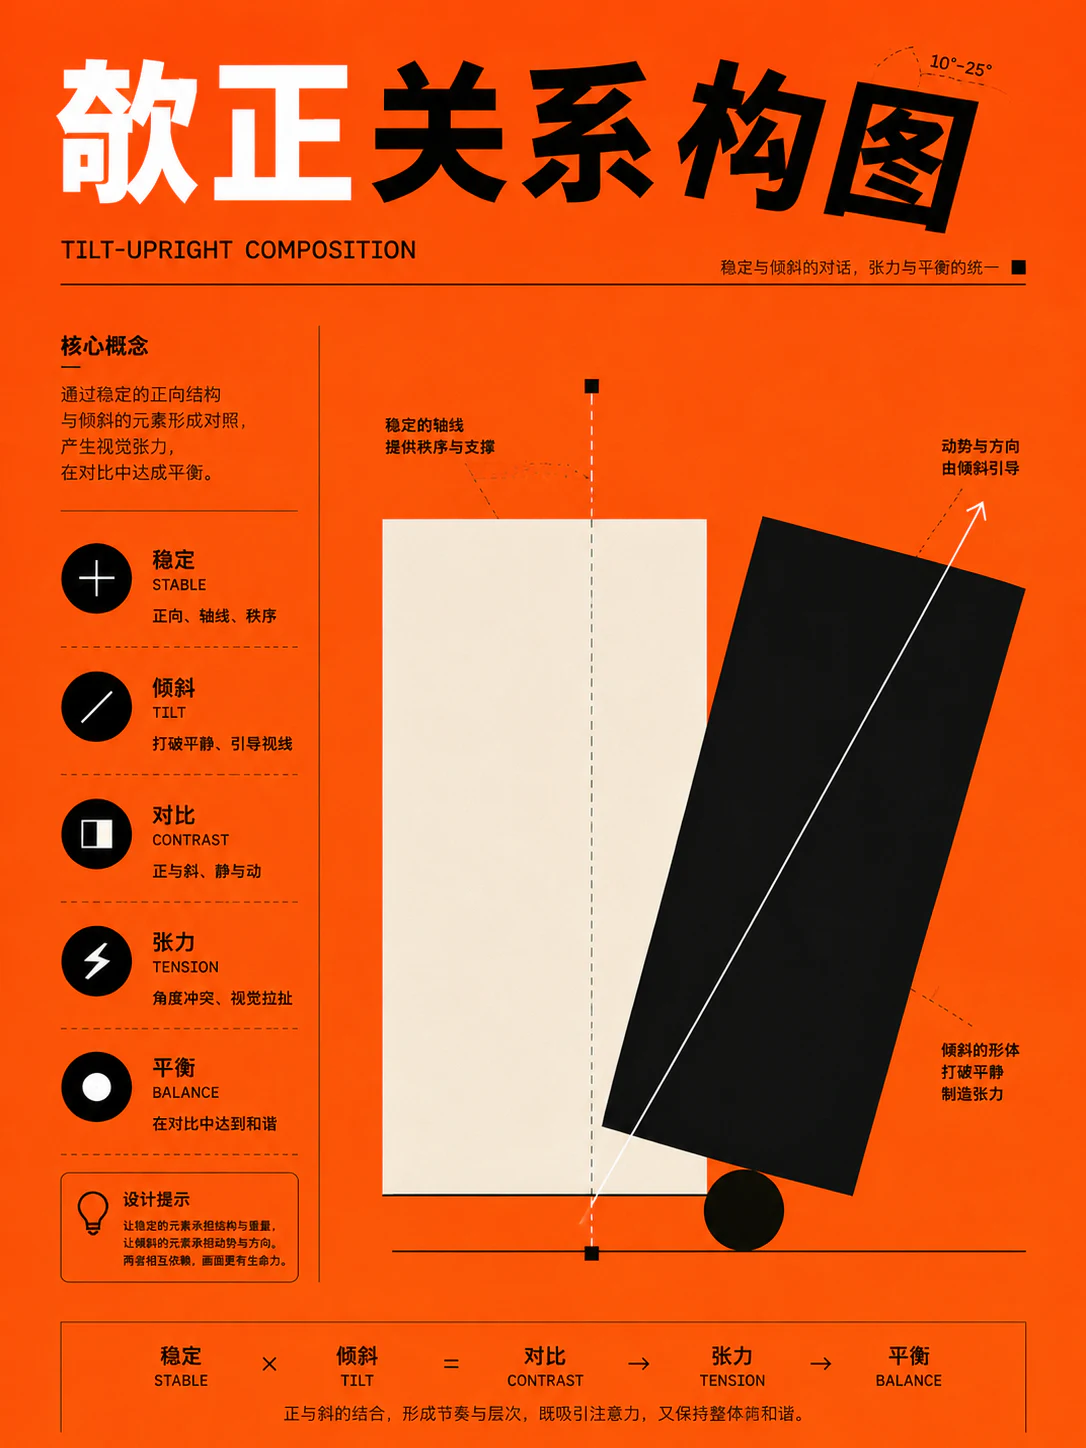 欹正关系构图
10°-25°
TILT-UPRIGHT COMPOSITION
稳定与倾斜的对话，张力与平衡的统一
核心概念
通过稳定的正向结构
与倾斜的元素形成对照，
产生视觉张力，
在对比中达成平衡。
稳定
STABLE
正向、轴线、秩序
倾斜
TILT
打破平静、引导视线
对比
CONTRAST
正与斜、静与动
张力
TENSION
角度冲突、视觉拉扯
平衡
BALANCE
在对比中达到和谐
设计提示
让稳定的元素承担结构与重量，
让倾斜的元素承担动势与方向。
两者相互依赖，画面更有生命力。
稳定的轴线
提供秩序与支撑
动势与方向
由倾斜引导
倾斜的形体
打破平静
制造张力
稳定 × 倾斜 = 对比 → 张力 → 平衡
STABLE TILT CONTRAST TENSION BALANCE
正与斜的结合，形成节奏与层次，既吸引注意力，又保持整体的和谐。